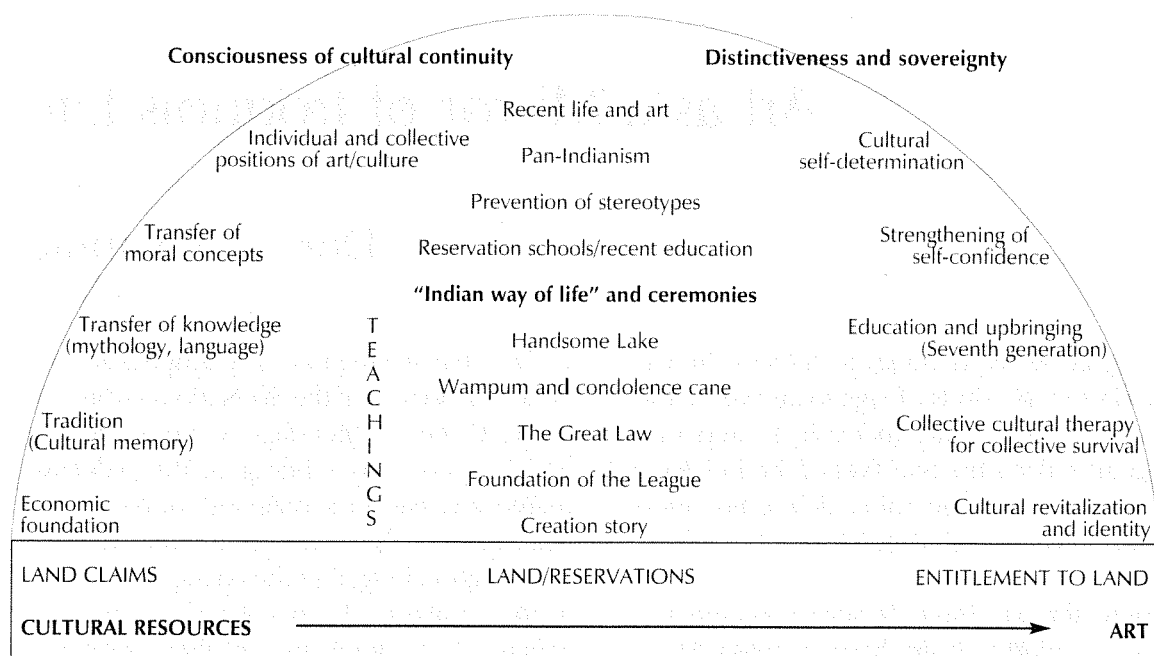 Consciousness of cultural continuity
Distinctiveness and sovereignty
Recent life and art
Individual and collective
positions of art/culture
Pan-Indianism
Cultural
self-determination
Prevention of stereotypes
Transfer of
moral concepts
Reservation schools/recent education
Strengthening of
self-confidence
“Indian way of life” and ceremonies
Transfer of knowledge
(mythology, language)
TEACHINGS
Handsome Lake
Education and upbringing
(Seventh generation)
Wampum and condolence cane
Tradition
(Cultural memory)
The Great Law
Collective cultural therapy
for collective survival
Foundation of the League
Economic
foundation
Creation story
Cultural revitalization
and identity
LAND CLAIMS
LAND/RESERVATIONS
ENTITLEMENT TO LAND
CULTURAL RESOURCES
ART